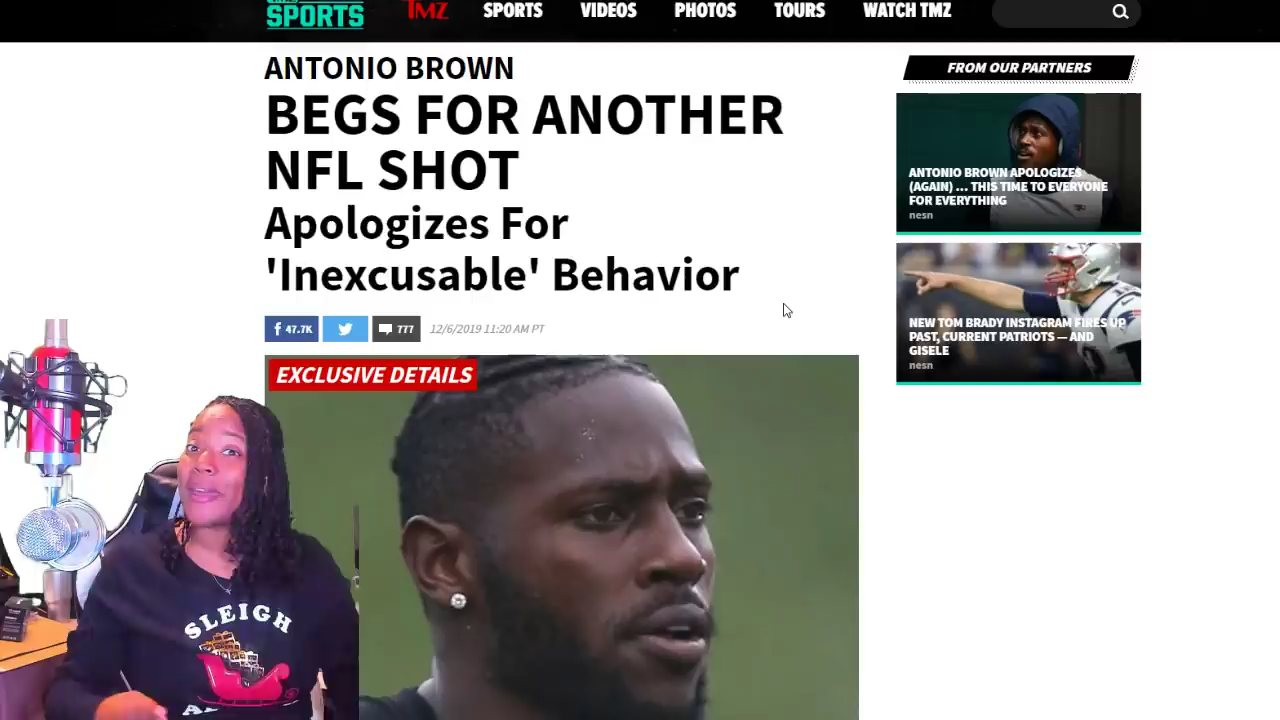 SPORTS
TMZ
SPORTS
VIDEOS
PHOTOS
TOURS
WATCH TMZ
ANTONIO BROWN
BEGS FOR ANOTHER
NFL SHOT
Apologizes For
'Inexcusable' Behavior
47.7K
777
12/6/2019 11:20 AM PT
EXCLUSIVE DETAILS
FROM OUR PARTNERS
ANTONIO BROWN APOLOGIZES
(AGAIN) ... THIS TIME TO EVERYONE
FOR EVERYTHING
nesn
NEW TOM BRADY INSTAGRAM FIRES UP
PAST, CURRENT PATRIOTS — AND
GISELE
nesn
SLEIGH